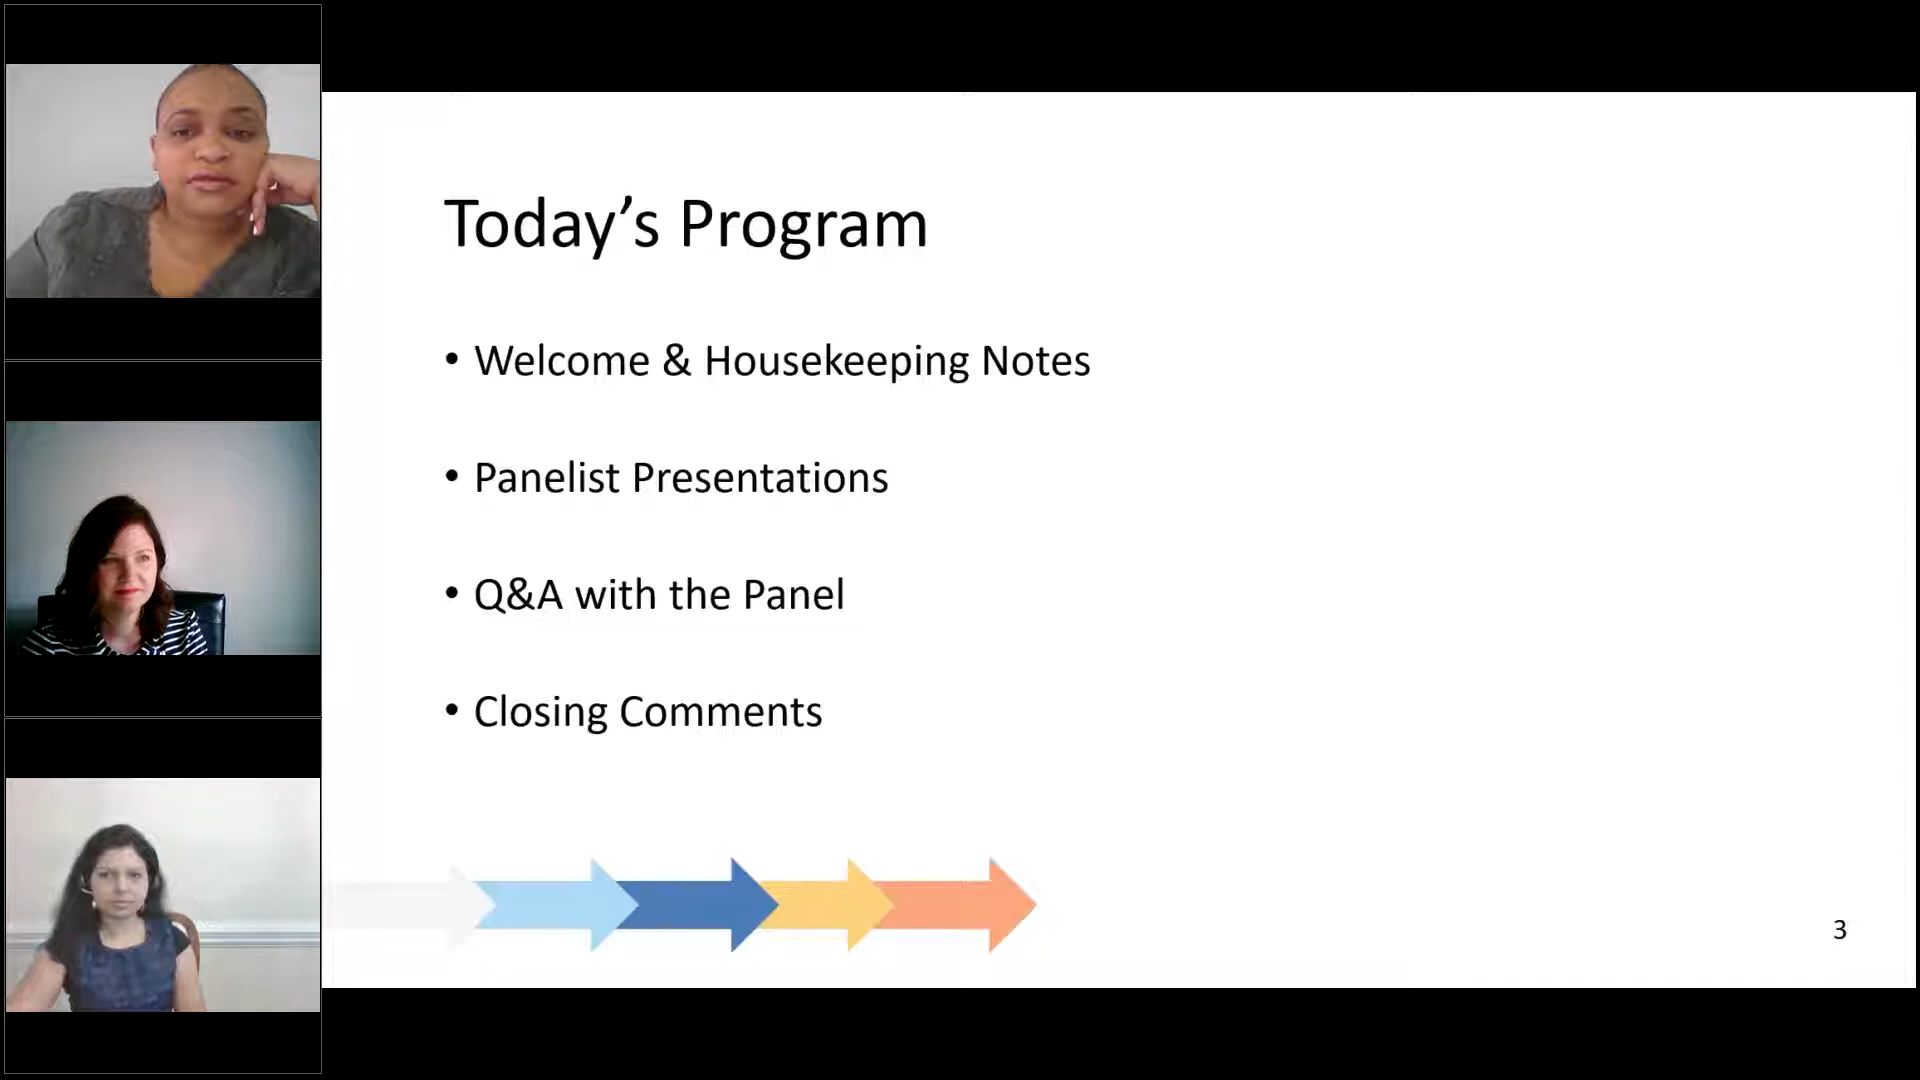 Today’s Program
• Welcome & Housekeeping Notes
• Panelist Presentations
• Q&A with the Panel
• Closing Comments
3